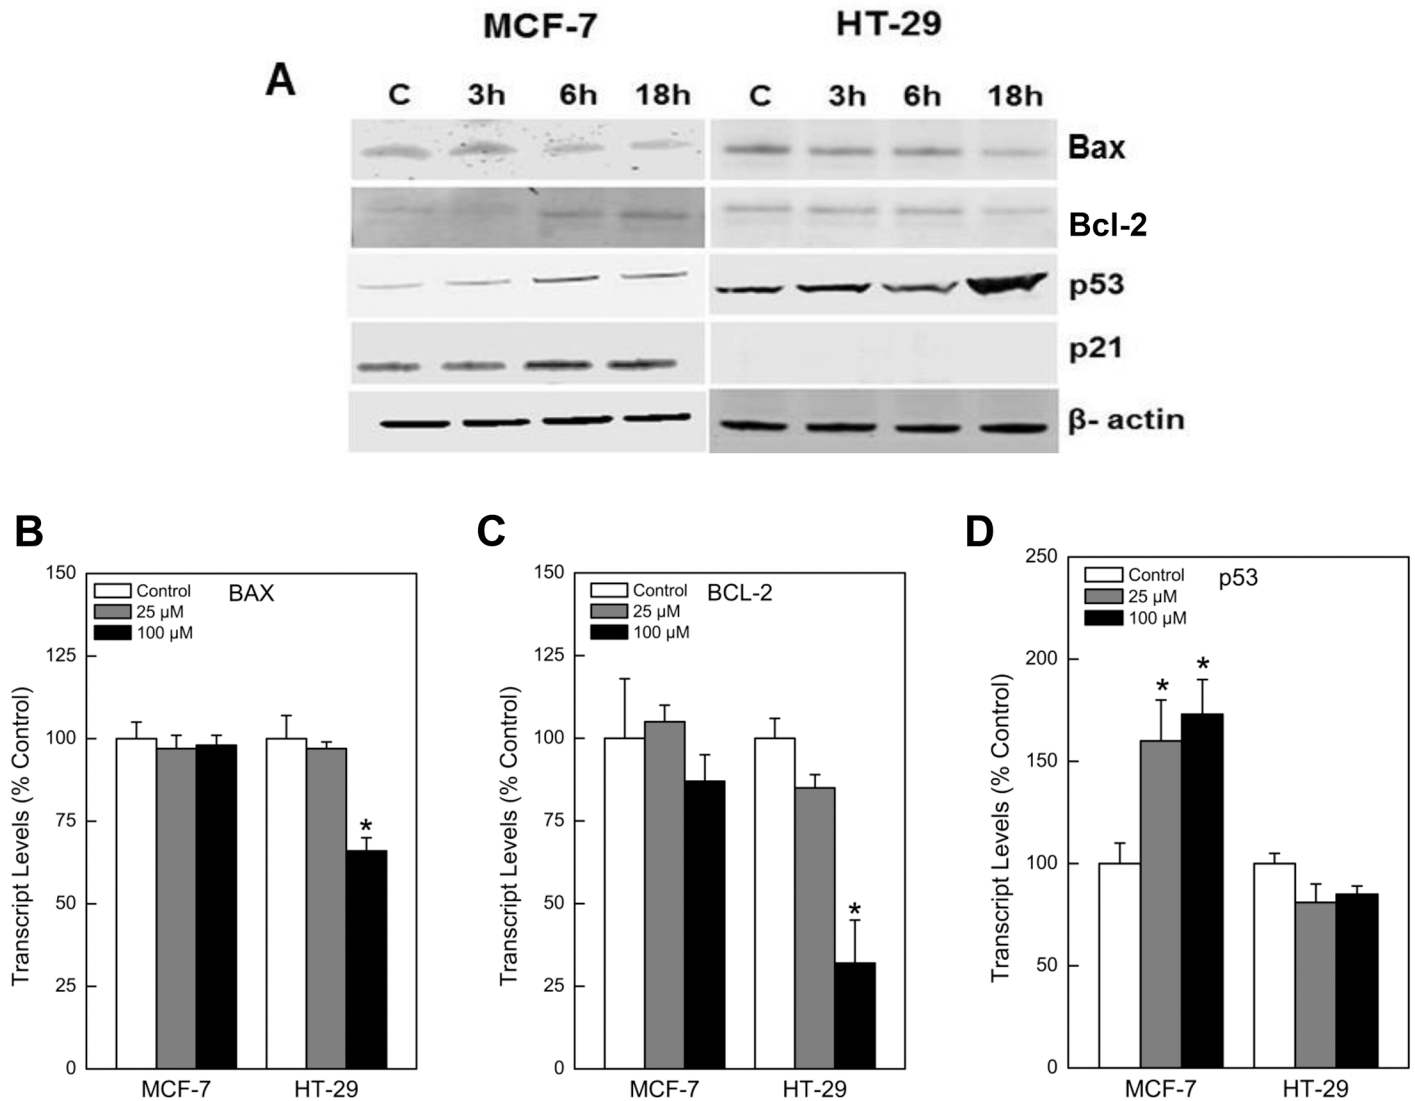 MCF-7 HT-29
A
C 3h 6h 18h C 3h 6h 18h
Bax
Bcl-2
p53
p21
β- actin
B
Transcript Levels (% Control)
150
125
100
75
50
25
0
Control
25 µM
100 µM
BAX
*
MCF-7 HT-29
C
Transcript Levels (% Control)
150
125
100
75
50
25
0
Control
25 µM
100 µM
BCL-2
*
MCF-7 HT-29
D
Transcript Levels (% Control)
250
200
150
100
50
0
Control
25 µM
100 µM
p53
* *
MCF-7 HT-29